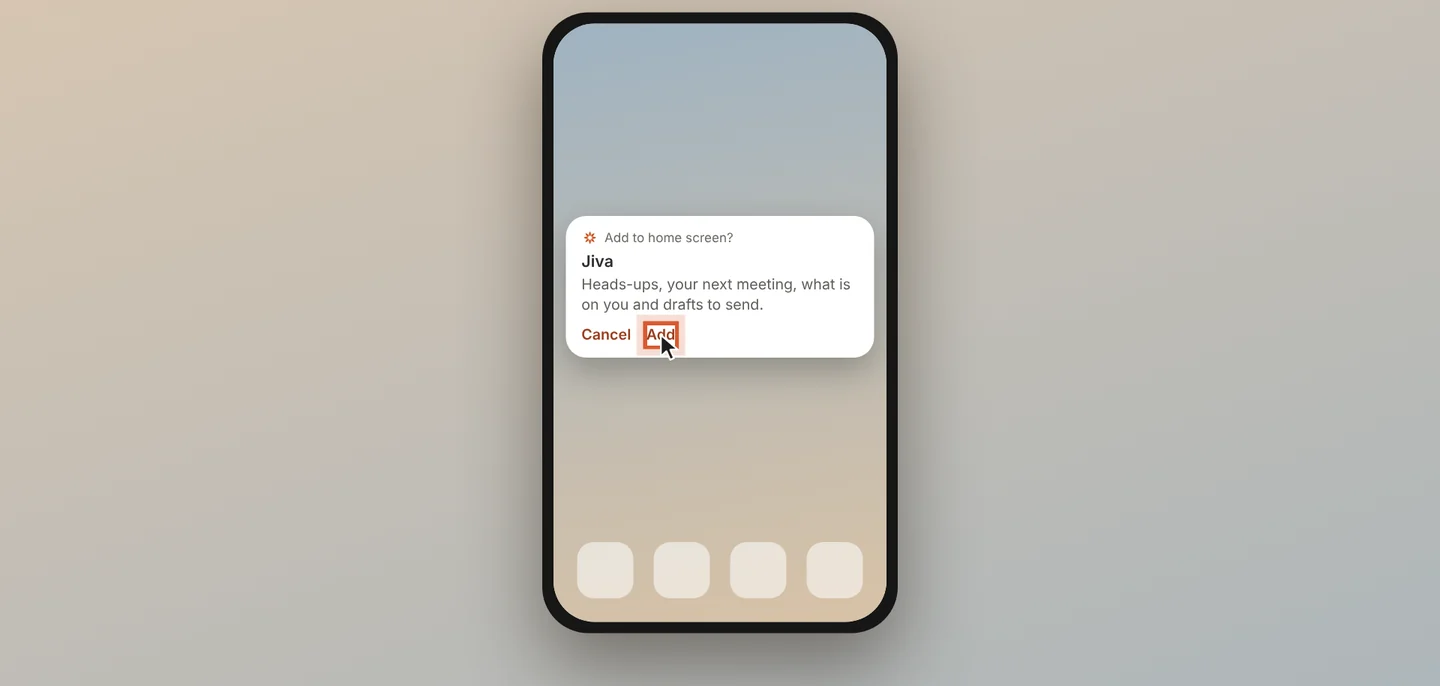 Add to home screen?
Jiva
Heads-ups, your next meeting, what is
on you and drafts to send.
Cancel Add